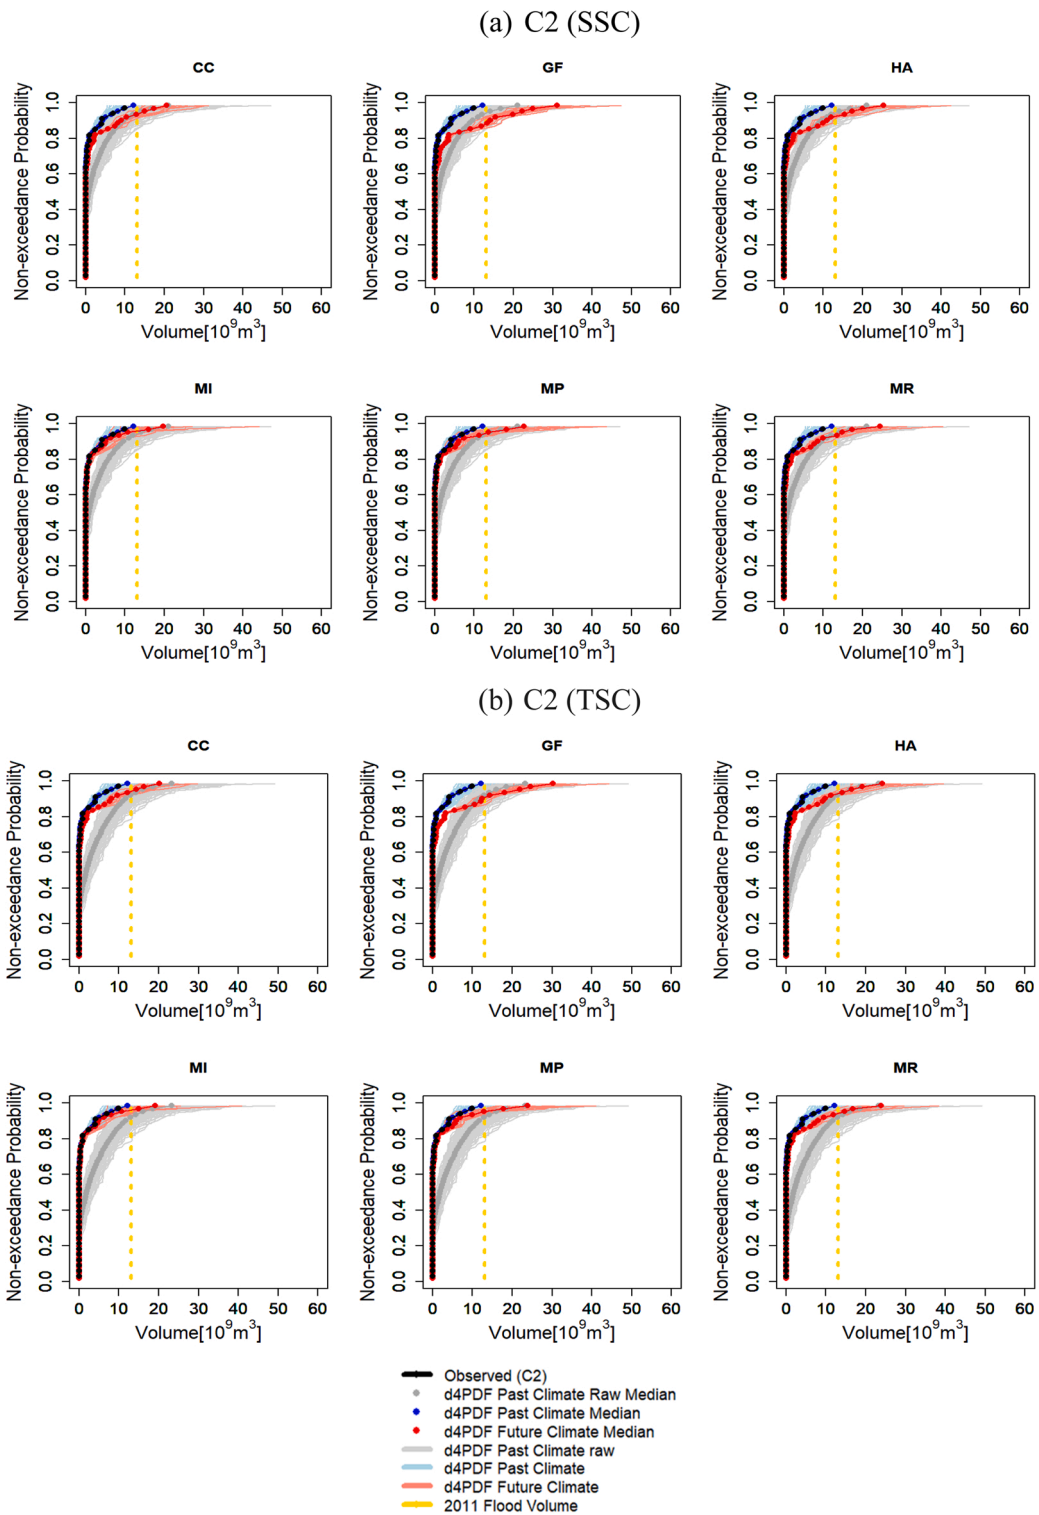 (a) C2 (SSC)
CC
GF
HA
Non-exceedance Probability
0.0 0.2 0.4 0.6 0.8 1.0
0 10 20 30 40 50 60
Volume[10⁹m³]
Non-exceedance Probability
0.0 0.2 0.4 0.6 0.8 1.0
0 10 20 30 40 50 60
Volume[10⁹m³]
Non-exceedance Probability
0.0 0.2 0.4 0.6 0.8 1.0
0 10 20 30 40 50 60
Volume[10⁹m³]
MI
MP
MR
Non-exceedance Probability
0.0 0.2 0.4 0.6 0.8 1.0
0 10 20 30 40 50 60
Volume[10⁹m³]
Non-exceedance Probability
0.0 0.2 0.4 0.6 0.8 1.0
0 10 20 30 40 50 60
Volume[10⁹m³]
Non-exceedance Probability
0.0 0.2 0.4 0.6 0.8 1.0
0 10 20 30 40 50 60
Volume[10⁹m³]
(b) C2 (TSC)
CC
GF
HA
Non-exceedance Probability
0.0 0.2 0.4 0.6 0.8 1.0
0 10 20 30 40 50 60
Volume[10⁹m³]
Non-exceedance Probability
0.0 0.2 0.4 0.6 0.8 1.0
0 10 20 30 40 50 60
Volume[10⁹m³]
Non-exceedance Probability
0.0 0.2 0.4 0.6 0.8 1.0
0 10 20 30 40 50 60
Volume[10⁹m³]
MI
MP
MR
Non-exceedance Probability
0.0 0.2 0.4 0.6 0.8 1.0
0 10 20 30 40 50 60
Volume[10⁹m³]
Non-exceedance Probability
0.0 0.2 0.4 0.6 0.8 1.0
0 10 20 30 40 50 60
Volume[10⁹m³]
Non-exceedance Probability
0.0 0.2 0.4 0.6 0.8 1.0
0 10 20 30 40 50 60
Volume[10⁹m³]
Observed (C2)
d4PDF Past Climate Raw Median
d4PDF Past Climate Median
d4PDF Future Climate Median
d4PDF Past Climate raw
d4PDF Past Climate
d4PDF Future Climate
2011 Flood Volume